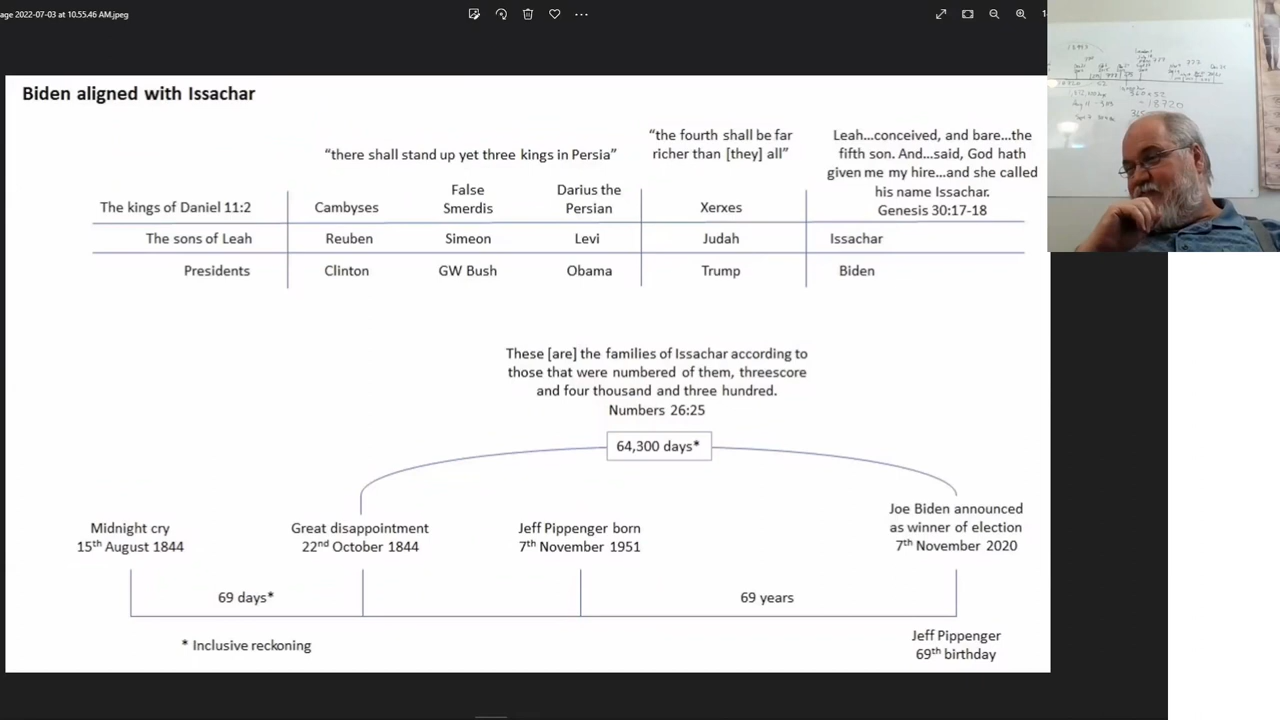 age 2022-07-03 at 10.55.46 AM.jpeg
Biden aligned with Issachar
“there shall stand up yet three kings in Persia”
“the fourth shall be far
richer than [they] all”
Leah...conceived, and bare...the
fifth son. And...said, God hath
given me my hire...and she called
his name Issachar.
Genesis 30:17-18
The kings of Daniel 11:2 Cambyses False Smerdis Darius the Persian Xerxes
The sons of Leah Reuben Simeon Levi Judah Issachar
Presidents Clinton GW Bush Obama Trump Biden
These [are] the families of Issachar according to
those that were numbered of them, threescore
and four thousand and three hundred.
Numbers 26:25
64,300 days*
Midnight cry
15th August 1844
Great disappointment
22nd October 1844
Jeff Pippenger born
7th November 1951
Joe Biden announced
as winner of election
7th November 2020
69 days*
69 years
* Inclusive reckoning
Jeff Pippenger
69th birthday